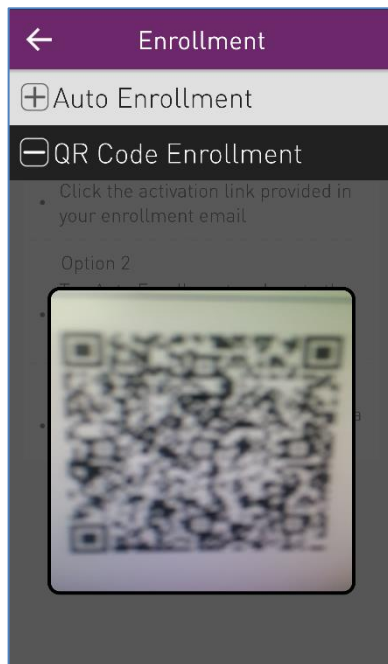 Enrollment
Auto Enrollment
QR Code Enrollment
Click the activation link provided in
your enrollment email
Option 2